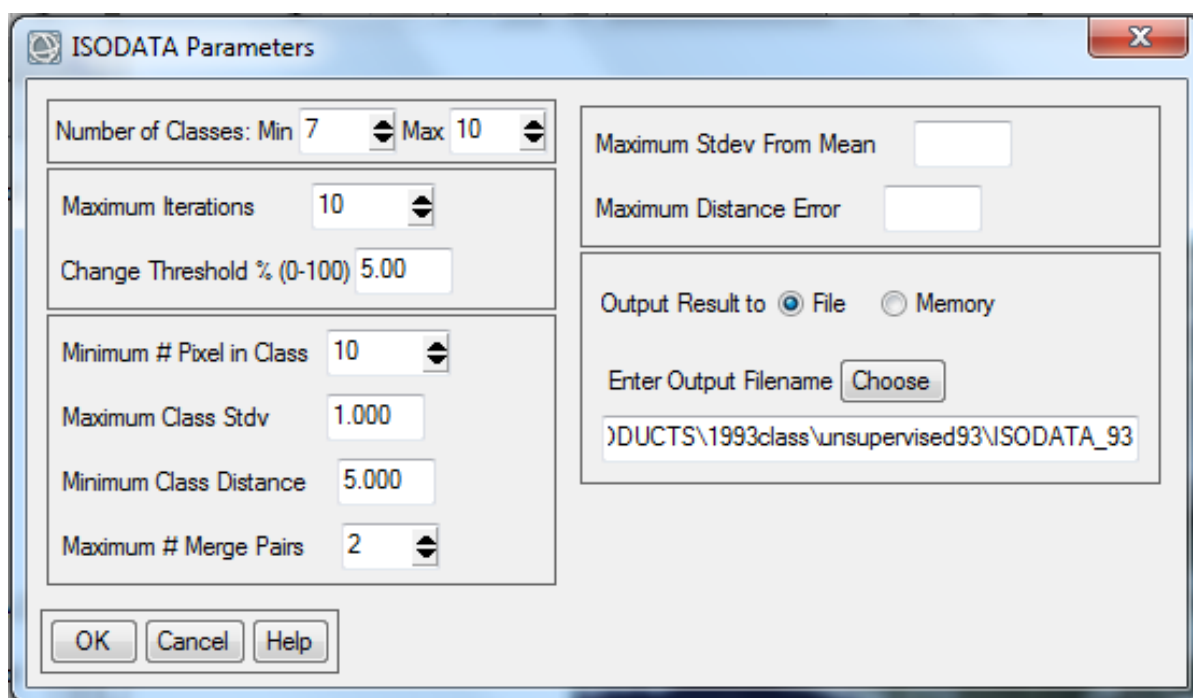 ISODATA Parameters
Number of Classes: Min 7 Max 10
Maximum Iterations 10
Change Threshold % (0-100) 5.00
Minimum # Pixel in Class 10
Maximum Class Stdv 1.000
Minimum Class Distance 5.000
Maximum # Merge Pairs 2
OK Cancel Help
Maximum Stdev From Mean
Maximum Distance Error
Output Result to File Memory
Enter Output Filename Choose
ODUCTS\1993class\unsupervised93\ISODATA_93